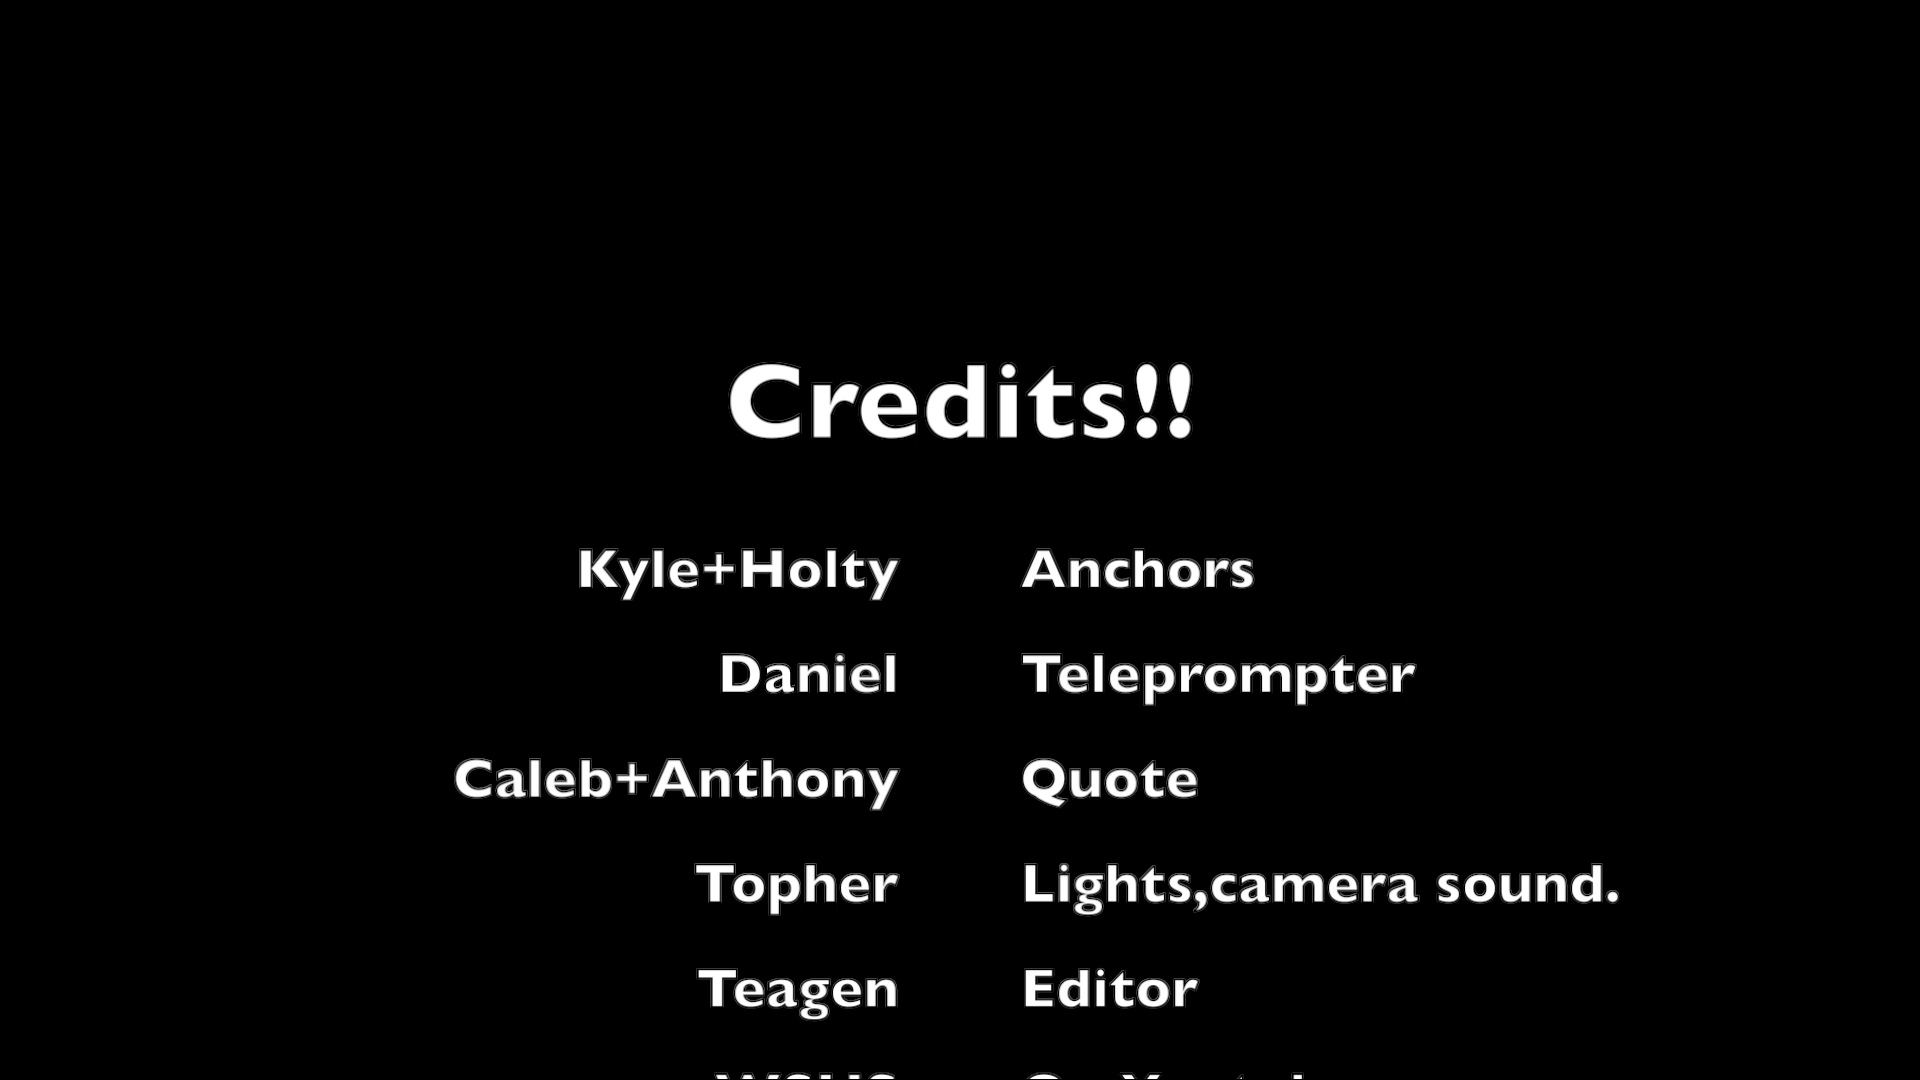 Credits!!
Kyle+Holty Anchors
Daniel Teleprompter
Caleb+Anthony Quote
Topher Lights,camera sound.
Teagen Editor